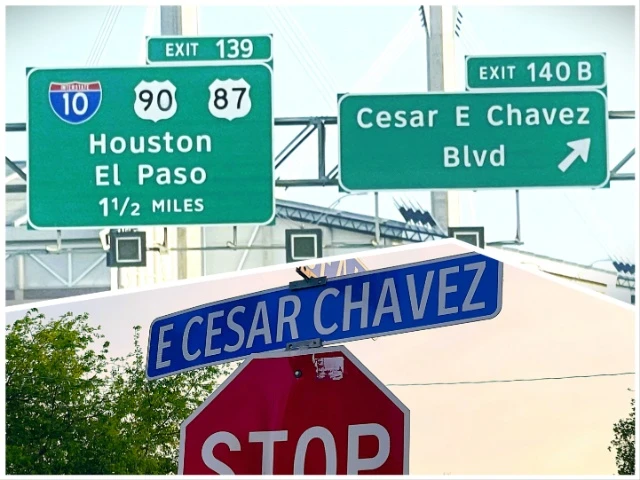 EXIT 139
INTERSTATE
10 90 87
Houston
El Paso
1 1/2 MILES
EXIT 140 B
Cesar E Chavez
Blvd
E CESAR CHAVEZ
STOP